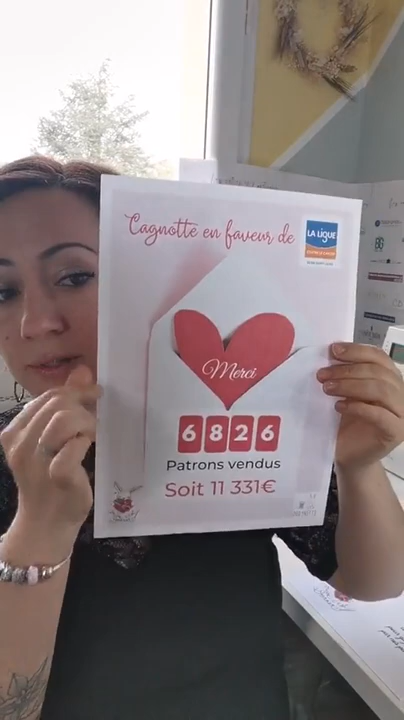 Cagnotte en faveur de
LA LIGUE
Merci
6826
Patrons vendus
Soit 11 331€